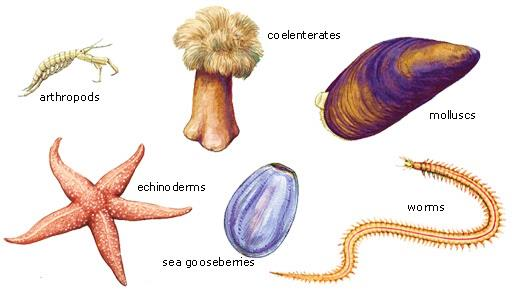 coelenterates
arthropods
molluscs
echinoderms
worms
sea gooseberries